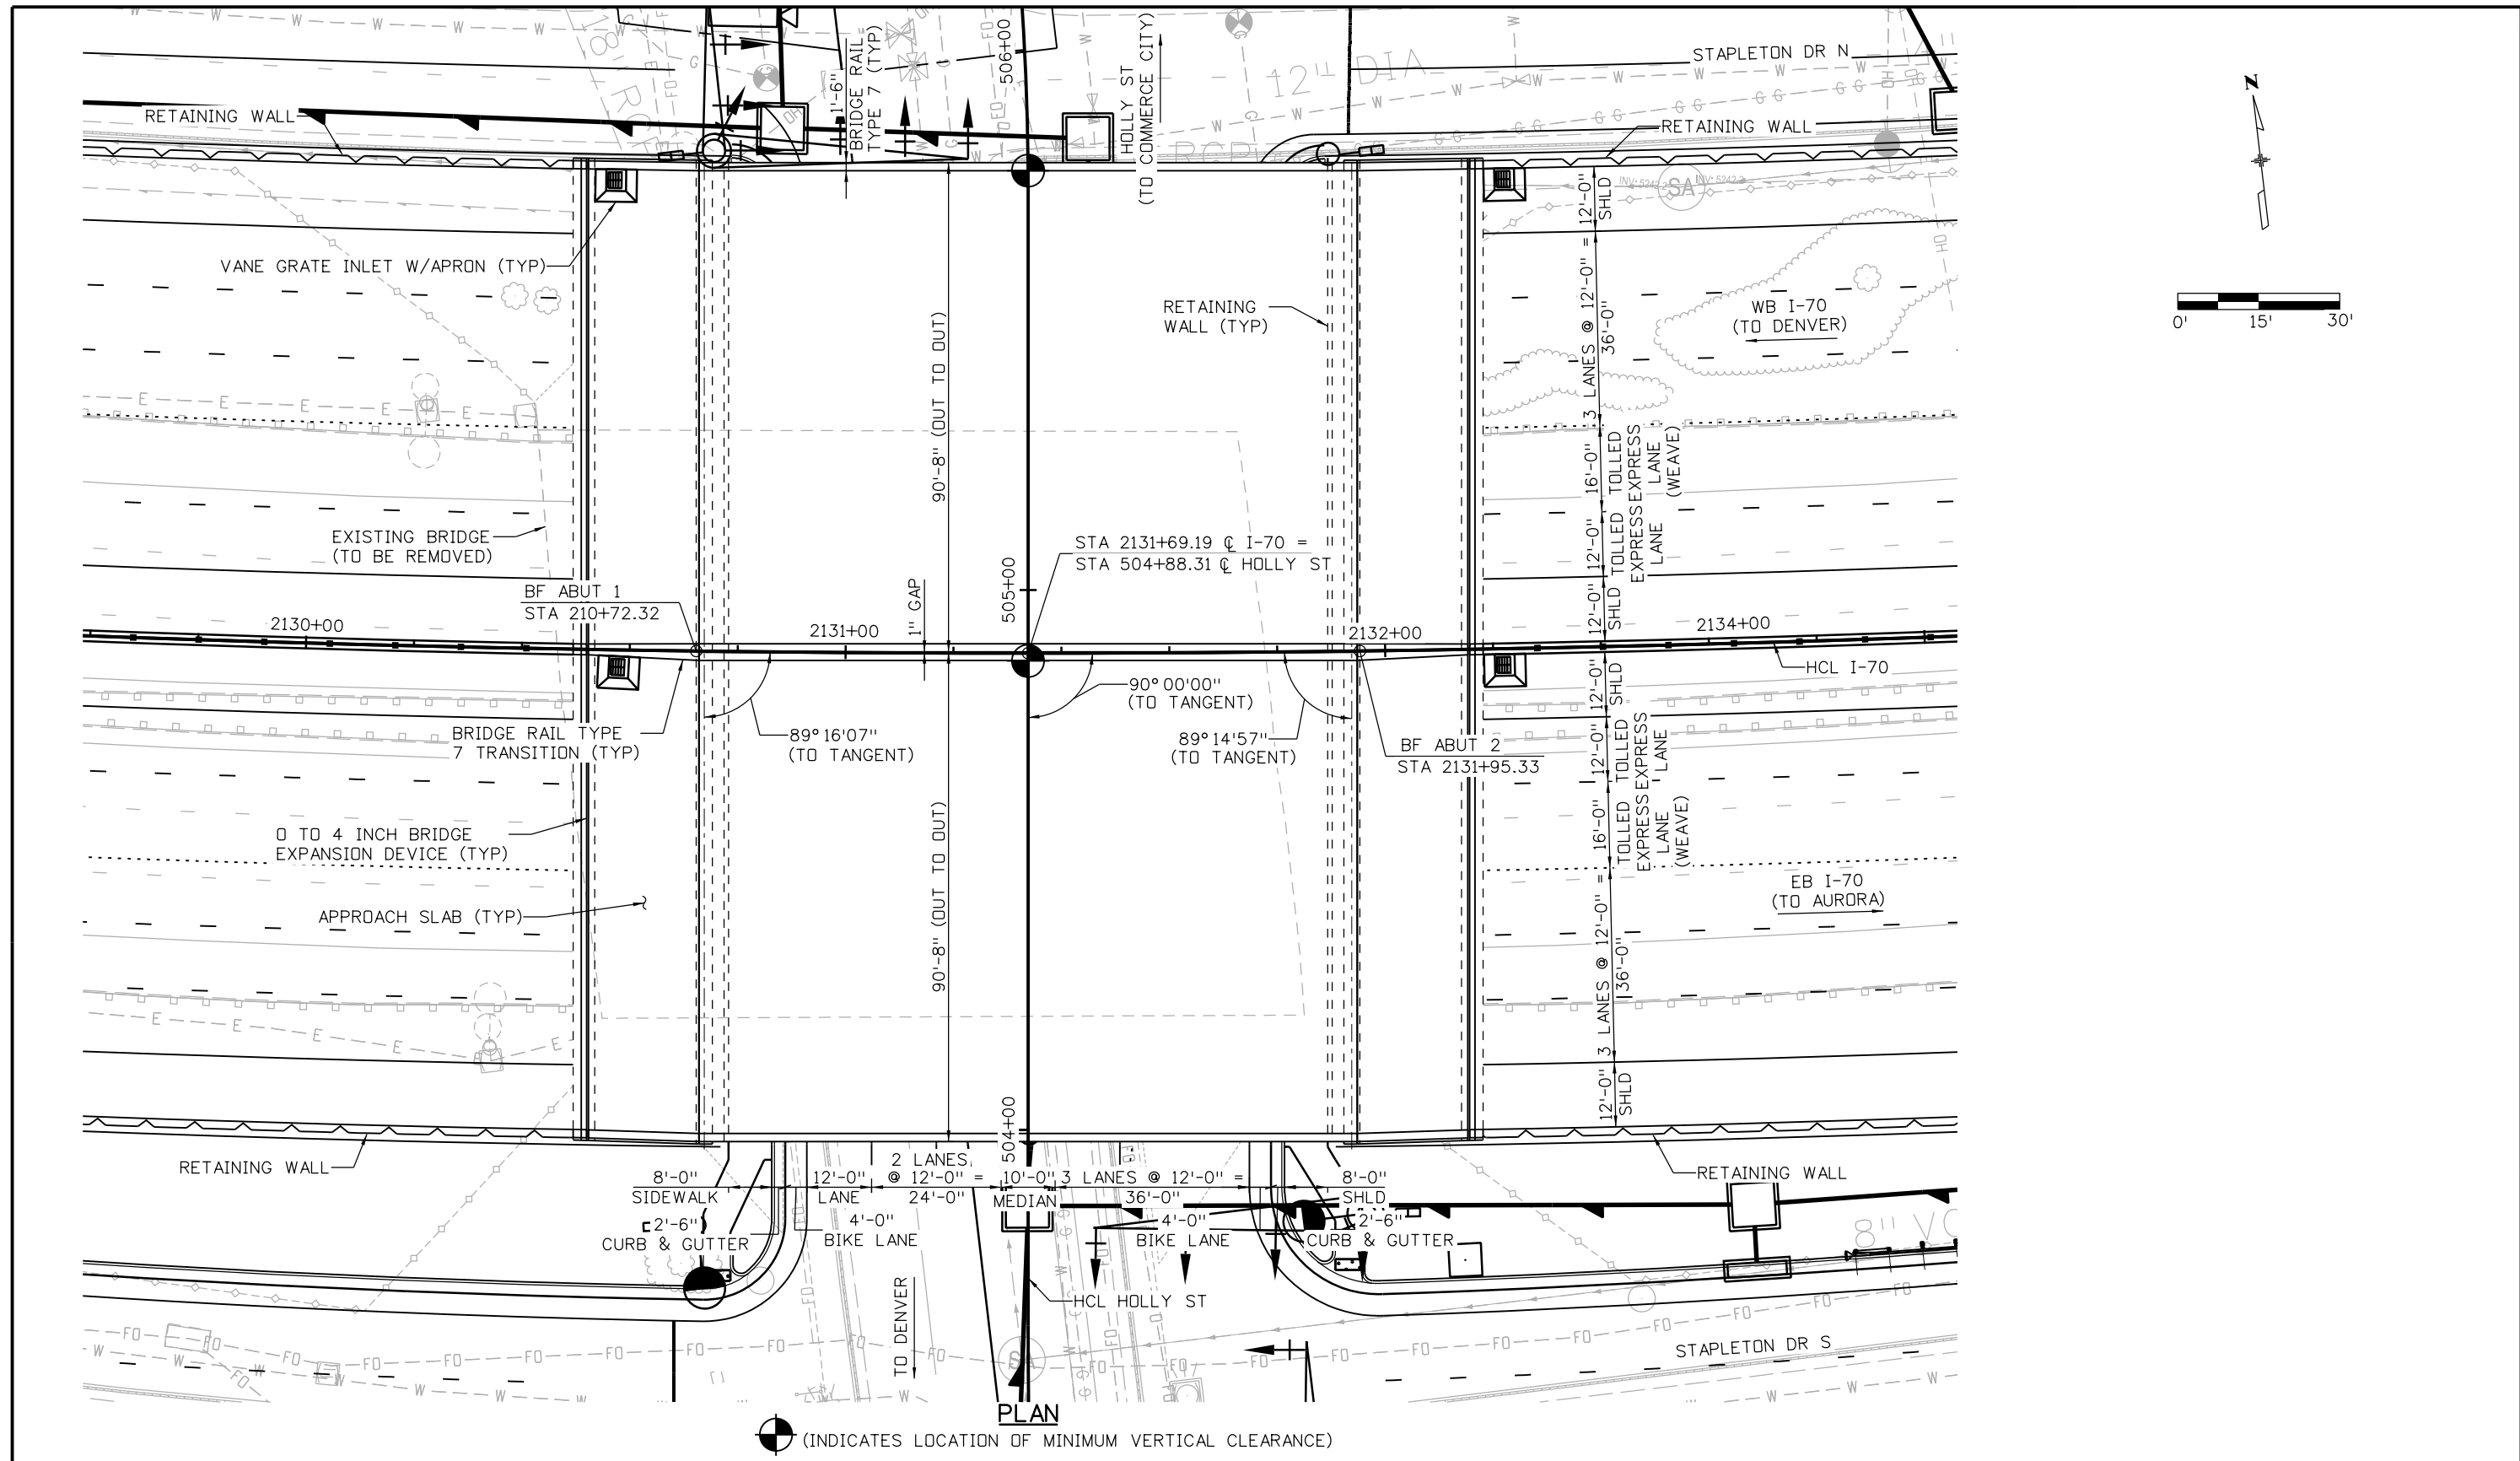 506+00
1'-6"
BRIDGE RAIL
TYPE 7 (TYP)
HOLLY ST
(TO COMMERCE CITY)
12" DIA
STAPLETON DR N
RETAINING WALL
RETAINING WALL
N
0' 15' 30'
SA
INV: 5242.2
VANE GRATE INLET W/APRON (TYP)
RETAINING
WALL (TYP)
12'-0"
SHLD
3 LANES @ 12'-0" =
36'-0"
WB I-70
(TO DENVER)
90'-8" (OUT TO OUT)
16'-0"
TOLLED
EXPRESS
LANE
(WEAVE)
12'-0"
TOLLED
EXPRESS
LANE
12'-0"
SHLD
EXISTING BRIDGE
(TO BE REMOVED)
STA 2131+69.19 ℄ I-70 =
STA 504+88.31 ℄ HOLLY ST
505+00
1" GAP
BF ABUT 1
STA 210+72.32
2130+00
2131+00
2132+00
2134+00
HCL I-70
BRIDGE RAIL TYPE
7 TRANSITION (TYP)
89°16'07"
(TO TANGENT)
90°00'00"
(TO TANGENT)
89°14'57"
(TO TANGENT)
BF ABUT 2
STA 2131+95.33
12'-0"
SHLD
12'-0"
TOLLED
EXPRESS
LANE
16'-0"
TOLLED
EXPRESS
LANE
(WEAVE)
0 TO 4 INCH BRIDGE
EXPANSION DEVICE (TYP)
APPROACH SLAB (TYP)
90'-8" (OUT TO OUT)
EB I-70
(TO AURORA)
3 LANES @ 12'-0" =
36'-0"
12'-0"
SHLD
504+00
RETAINING WALL
RETAINING WALL
8'-0"
SIDEWALK
12'-0"
LANE
2 LANES
@ 12'-0" =
24'-0"
10'-0"
MEDIAN
3 LANES @ 12'-0" =
36'-0"
8'-0"
SHLD
2'-6"
CURB & GUTTER
4'-0"
BIKE LANE
4'-0"
BIKE LANE
2'-6"
CURB & GUTTER
TO DENVER
HCL HOLLY ST
STAPLETON DR S
PLAN
(INDICATES LOCATION OF MINIMUM VERTICAL CLEARANCE)